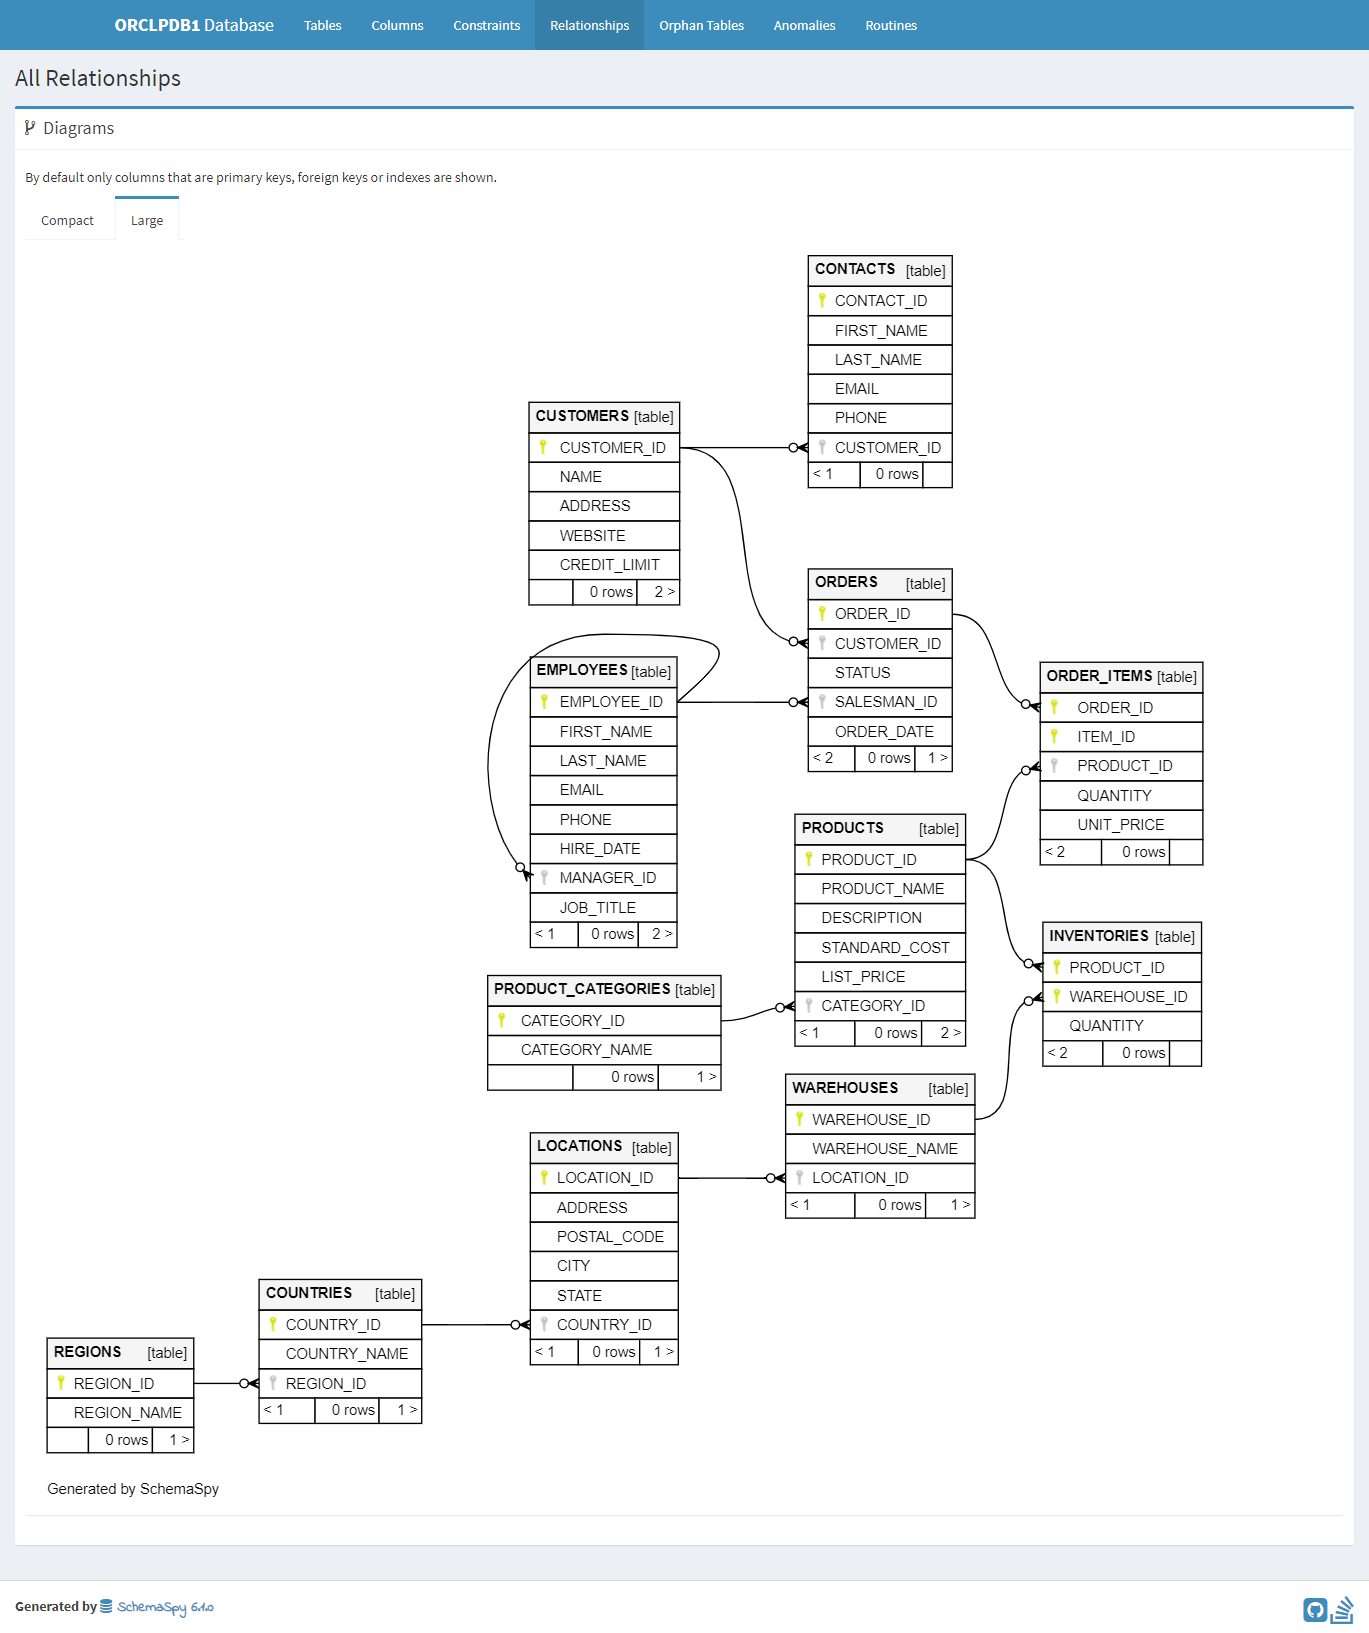 ORCLPDB1 Database Tables Columns Constraints Relationships Orphan Tables Anomalies Routines
All Relationships
Diagrams
By default only columns that are primary keys, foreign keys or indexes are shown.
Compact Large
CONTACTS [table]
CONTACT_ID
FIRST_NAME
LAST_NAME
EMAIL
PHONE
CUSTOMER_ID
< 1 0 rows
CUSTOMERS [table]
CUSTOMER_ID
NAME
ADDRESS
WEBSITE
CREDIT_LIMIT
0 rows 2 >
ORDERS [table]
ORDER_ID
CUSTOMER_ID
STATUS
SALESMAN_ID
ORDER_DATE
< 2 0 rows 1 >
EMPLOYEES [table]
EMPLOYEE_ID
FIRST_NAME
LAST_NAME
EMAIL
PHONE
HIRE_DATE
MANAGER_ID
JOB_TITLE
< 1 0 rows 2 >
ORDER_ITEMS [table]
ORDER_ID
ITEM_ID
PRODUCT_ID
QUANTITY
UNIT_PRICE
< 2 0 rows
PRODUCTS [table]
PRODUCT_ID
PRODUCT_NAME
DESCRIPTION
STANDARD_COST
LIST_PRICE
CATEGORY_ID
< 1 0 rows 2 >
INVENTORIES [table]
PRODUCT_ID
WAREHOUSE_ID
QUANTITY
< 2 0 rows
PRODUCT_CATEGORIES [table]
CATEGORY_ID
CATEGORY_NAME
0 rows 1 >
WAREHOUSES [table]
WAREHOUSE_ID
WAREHOUSE_NAME
LOCATION_ID
< 1 0 rows 1 >
LOCATIONS [table]
LOCATION_ID
ADDRESS
POSTAL_CODE
CITY
STATE
COUNTRY_ID
< 1 0 rows 1 >
COUNTRIES [table]
COUNTRY_ID
COUNTRY_NAME
REGION_ID
< 1 0 rows 1 >
REGIONS [table]
REGION_ID
REGION_NAME
0 rows 1 >
Generated by SchemaSpy
Generated by SchemaSpy 6.1.0